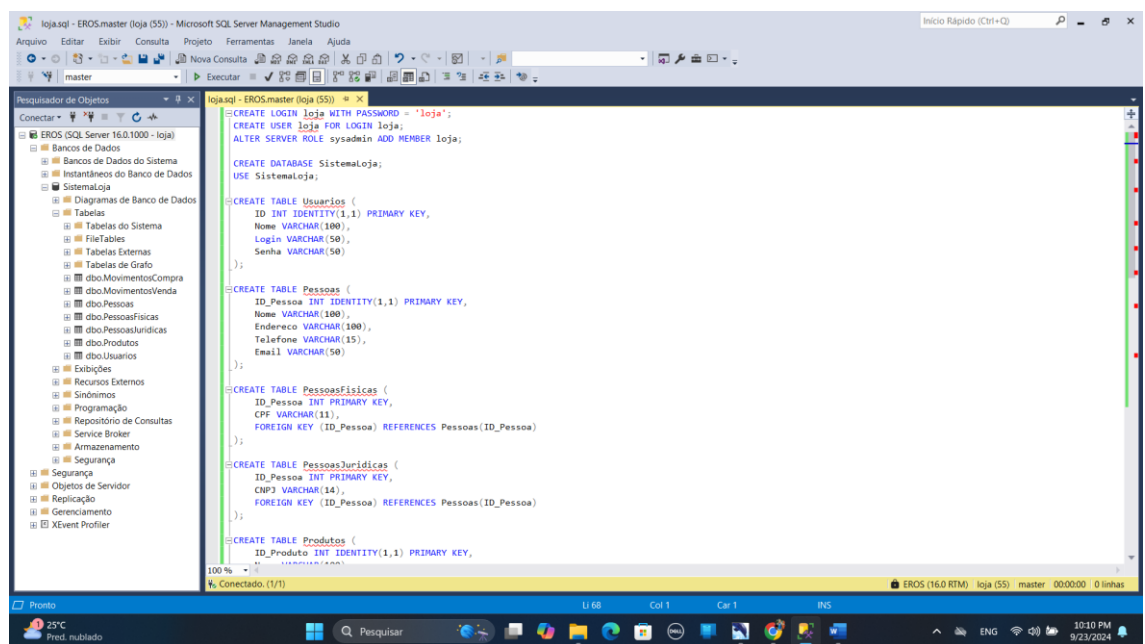 loja.sql - EROS.master (loja (55)) - Microsoft SQL Server Management Studio
Início Rápido (Ctrl+Q)
Arquivo Editar Exibir Consulta Projeto Ferramentas Janela Ajuda
Nova Consulta
master
Executar
Pesquisador de Objetos
loja.sql - EROS.master (loja (55))
Conectar
EROS (SQL Server 16.0.1000 - loja)
Bancos de Dados
Bancos de Dados do Sistema
Instantâneos do Banco de Dados
SistemaLoja
Diagramas de Banco de Dados
Tabelas
Tabelas do Sistema
FileTables
Tabelas Externas
Tabelas de Grafo
dbo.MovimentosCompra
dbo.MovimentosVenda
dbo.Pessoas
dbo.PessoasFisicas
dbo.PessoasJuridicas
dbo.Produtos
dbo.Usuarios
Exibições
Recursos Externos
Sinônimos
Programação
Repositório de Consultas
Service Broker
Armazenamento
Segurança
Segurança
Objetos de Servidor
Replicação
Gerenciamento
XEvent Profiler
CREATE LOGIN loja WITH PASSWORD = 'loja';
CREATE USER loja FOR LOGIN loja;
ALTER SERVER ROLE sysadmin ADD MEMBER loja;
CREATE DATABASE SistemaLoja;
USE SistemaLoja;
CREATE TABLE Usuarios (
ID INT IDENTITY(1,1) PRIMARY KEY,
Nome VARCHAR(100),
Login VARCHAR(50),
Senha VARCHAR(50)
);
CREATE TABLE Pessoas (
ID_Pessoa INT IDENTITY(1,1) PRIMARY KEY,
Nome VARCHAR(100),
Endereco VARCHAR(100),
Telefone VARCHAR(15),
Email VARCHAR(50)
);
CREATE TABLE PessoasFisicas (
ID_Pessoa INT PRIMARY KEY,
CPF VARCHAR(11),
FOREIGN KEY (ID_Pessoa) REFERENCES Pessoas(ID_Pessoa)
);
CREATE TABLE PessoasJuridicas (
ID_Pessoa INT PRIMARY KEY,
CNPJ VARCHAR(14),
FOREIGN KEY (ID_Pessoa) REFERENCES Pessoas(ID_Pessoa)
);
CREATE TABLE Produtos (
ID_Produto INT IDENTITY(1,1) PRIMARY KEY,
100 %
Conectado. (1/1)
EROS (16.0 RTM) loja (55) master 00:00:00 0 linhas
Pronto
Li 68 Col 1 Car 1 INS
1
25°C
Pred. nublado
Pesquisar
DELL
ENG
10:10 PM
9/23/2024